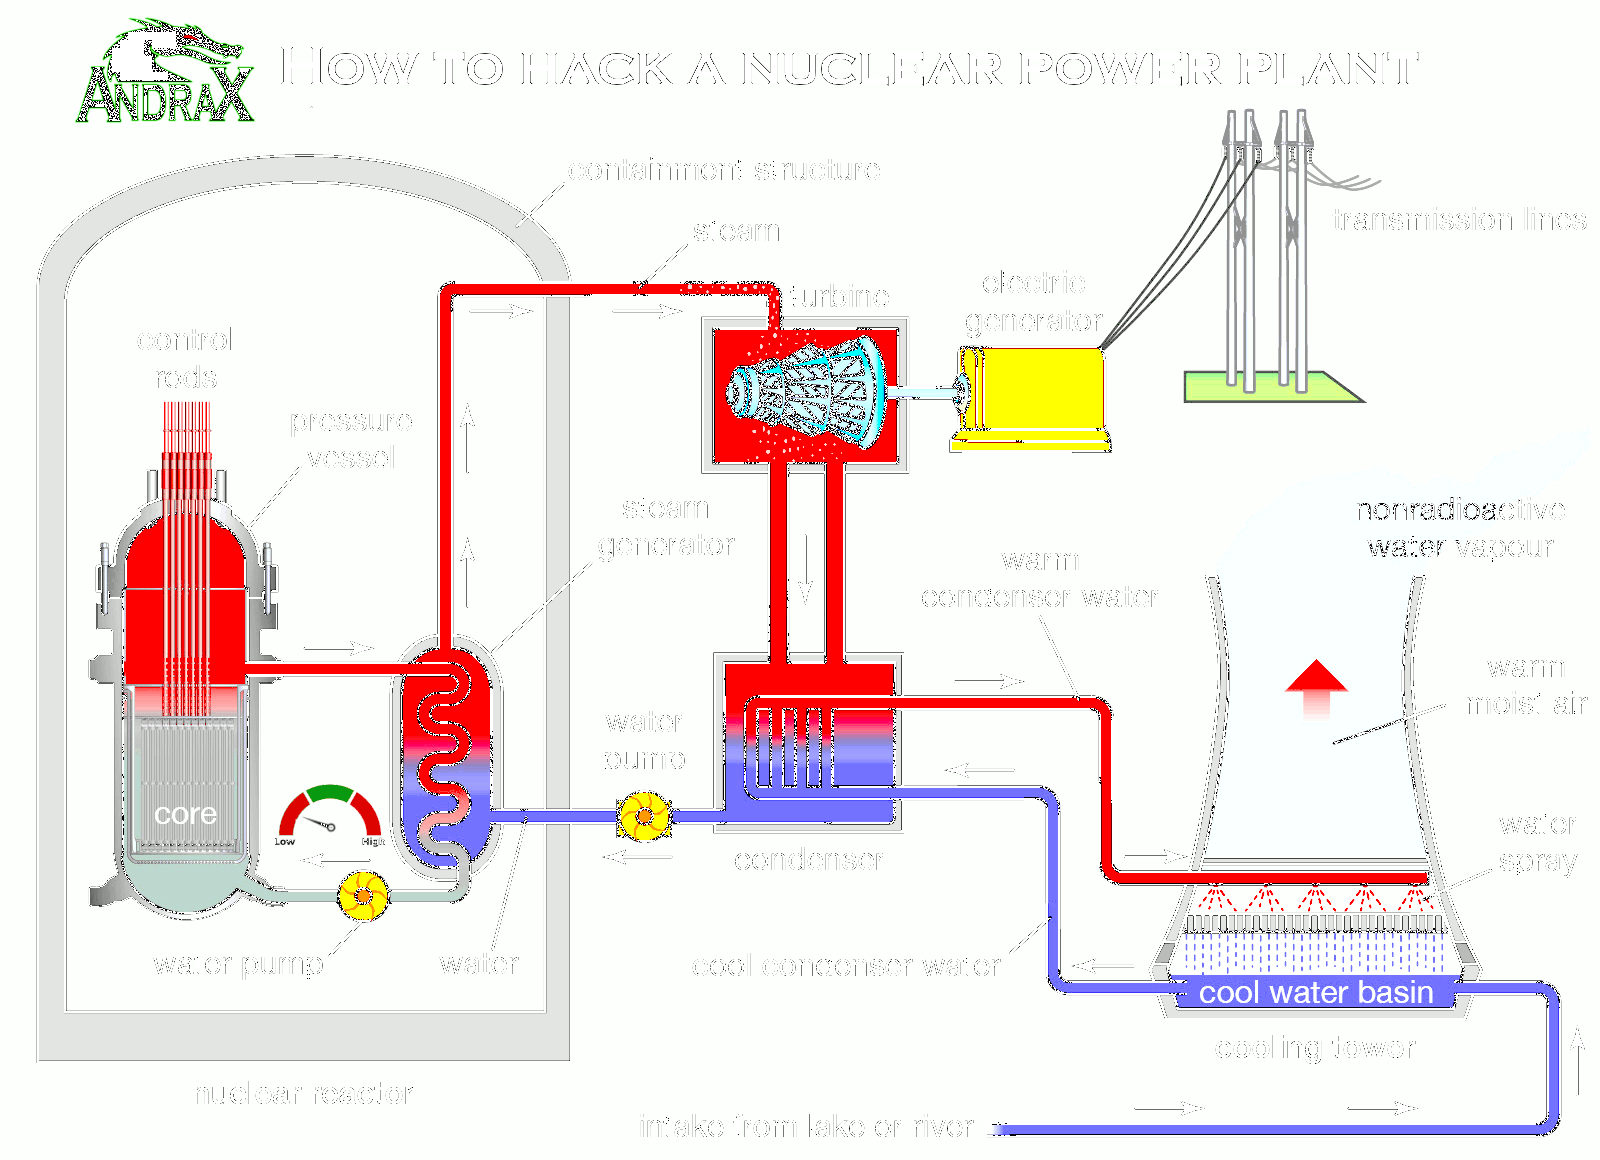 ANDRAX
HOW TO HACK A NUCLEAR POWER PLANT
containment structure
steam
transmission lines
turbine
electric
generator
control
rods
pressure
vessel
steam
generator
nonradioactive
water vapour
warm
condenser water
warm
moist air
water
pump
core
Low
High
water
spray
condenser
water pump
water
cool condenser water
cool water basin
cooling tower
nuclear reactor
intake from lake or river